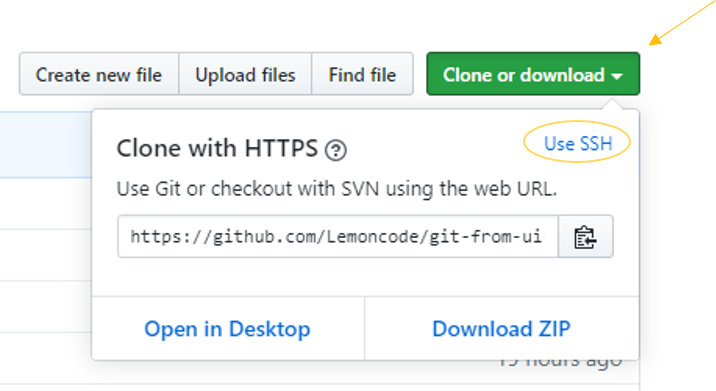 Create new file Upload files Find file Clone or download
Clone with HTTPS ?
Use SSH
Use Git or checkout with SVN using the web URL.
https://github.com/Lemoncode/git-from-ui
Open in Desktop Download ZIP
19 hours ago